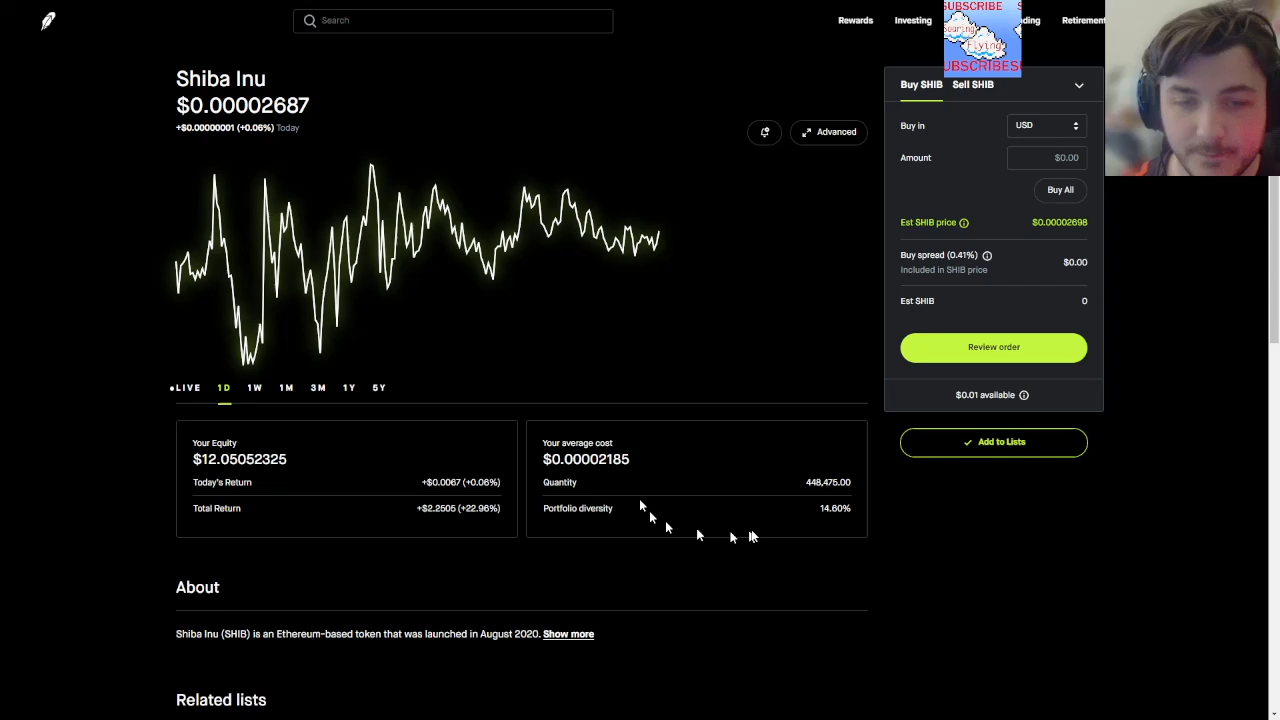 Search
Rewards
Investing
Retirement
SUBSCRIBE
Soaring
Flying
SUBSCRIBES
Shiba Inu
$0.00002687
+$0.00000001 (+0.06%) Today
Advanced
LIVE 1D 1W 1M 3M 1Y 5Y
Buy SHIB Sell SHIB
Buy in USD
Amount $0.00
Buy All
Est SHIB price $0.00002698
Buy spread (0.41%) $0.00
Included in SHIB price
Est SHIB 0
Review order
$0.01 available
Add to Lists
Your Equity
$12.05052325
Today's Return +$0.0067 (+0.06%)
Total Return +$2.2505 (+22.96%)
Your average cost
$0.00002185
Quantity 448,475.00
Portfolio diversity 14.60%
About
Shiba Inu (SHIB) is an Ethereum-based token that was launched in August 2020. Show more
Related lists